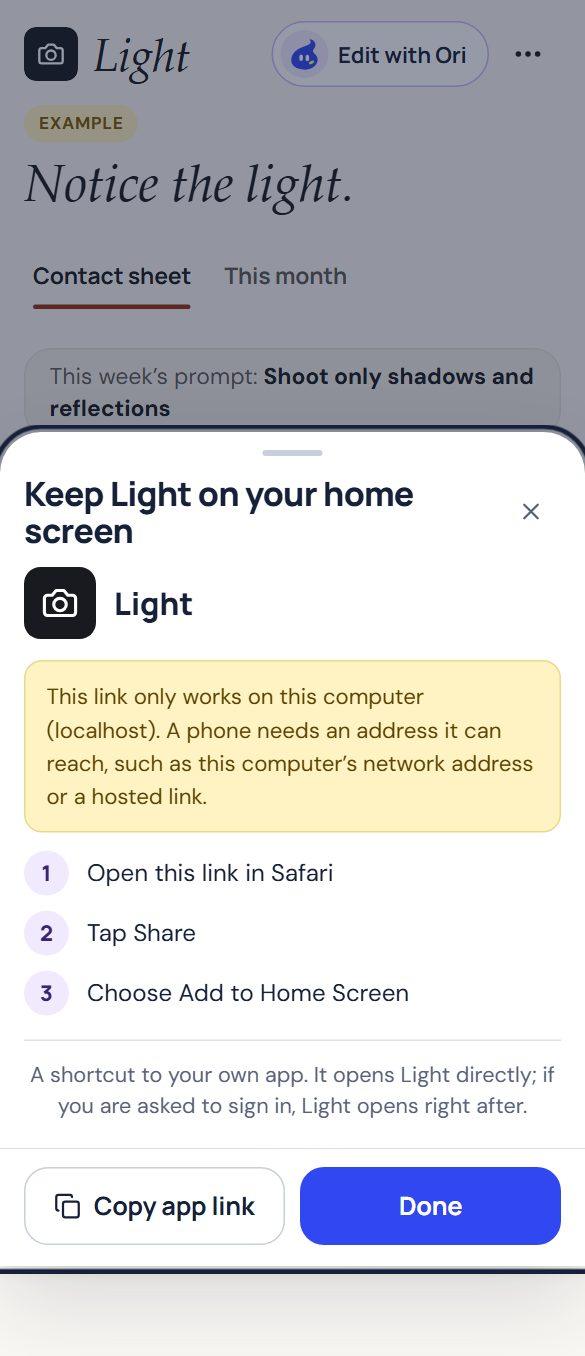 Light
Edit with Ori
EXAMPLE
Notice the light.
Contact sheet
This month
This week’s prompt: Shoot only shadows and
reflections
Keep Light on your home
screen
Light
This link only works on this computer
(localhost). A phone needs an address it can
reach, such as this computer’s network address
or a hosted link.
1 Open this link in Safari
2 Tap Share
3 Choose Add to Home Screen
A shortcut to your own app. It opens Light directly; if
you are asked to sign in, Light opens right after.
Copy app link
Done